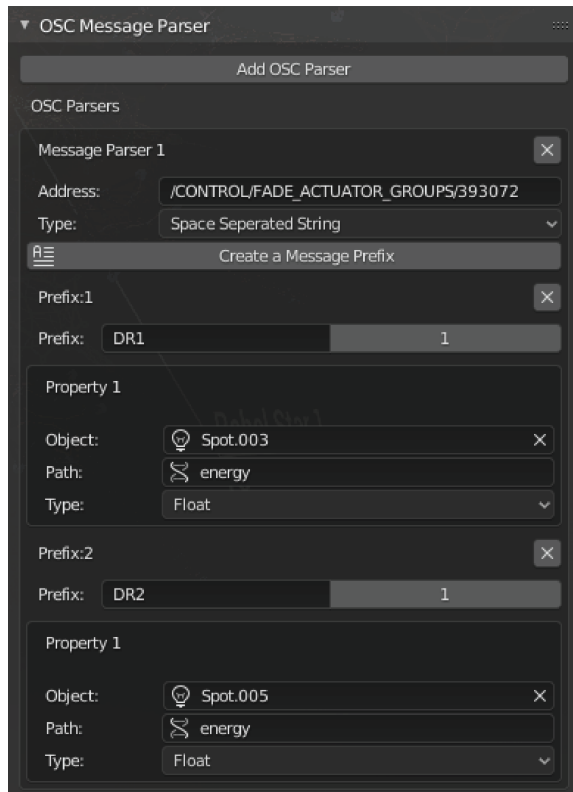 OSC Message Parser
Add OSC Parser
OSC Parsers
Message Parser 1
Address: /CONTROL/FADE_ACTUATOR_GROUPS/393072
Type: Space Seperated String
Create a Message Prefix
Prefix:1
Prefix: DR1 1
Property 1
Object: Spot.003
Path: energy
Type: Float
Prefix:2
Prefix: DR2 1
Property 1
Object: Spot.005
Path: energy
Type: Float